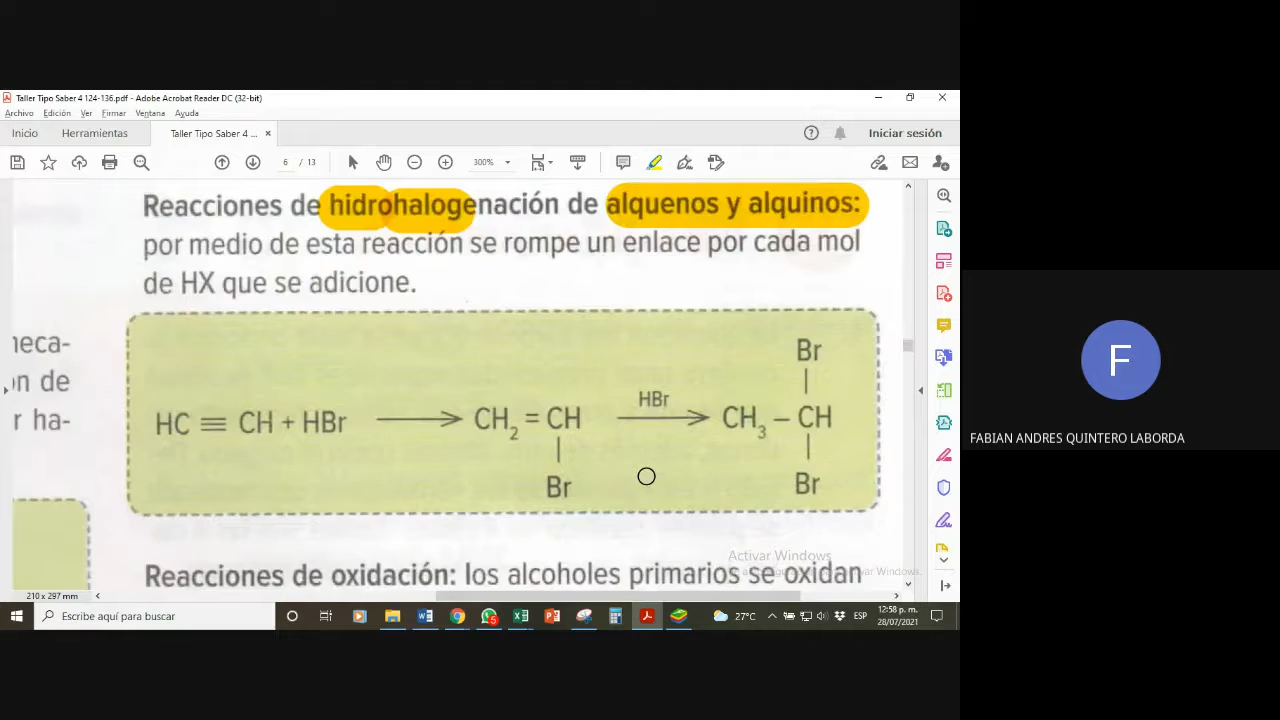 Taller Tipo Saber 4 124-136.pdf - Adobe Acrobat Reader DC (32-bit)
Archivo Edición Ver Firmar Ventana Ayuda
Inicio Herramientas Taller Tipo Saber 4 ... × Iniciar sesión
6 / 13 300%
Reacciones de hidrohalogenación de alquenos y alquinos:
por medio de esta reacción se rompe un enlace por cada mol
de HX que se adicione.
neca-
ón de
r ha-
Br
HBr
HC ≡ CH + HBr CH2 = CH CH3 – CH
Br Br
Activar Windows
Reacciones de oxidación: los alcoholes primarios se oxidan
210 x 297 mm
Escribe aquí para buscar
5
27°C
ESP
12:58 p. m.
28/07/2021
F
FABIAN ANDRES QUINTERO LABORDA